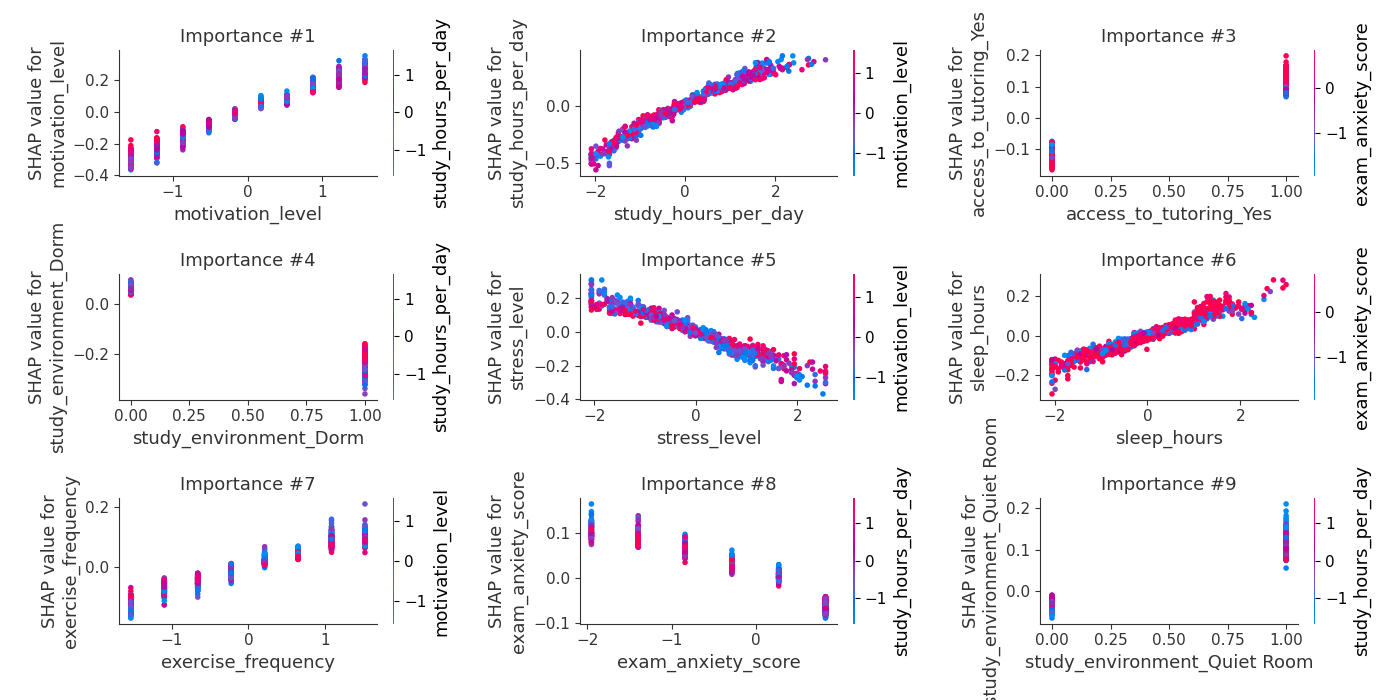 Importance #1
SHAP value for
motivation_level
0.2
0.0
−0.2
−0.4
−1
1
motivation_level
1
0
−1
study_hours_per_day
Importance #2
SHAP value for
study_hours_per_day
0.0
−0.5
−2
0
2
study_hours_per_day
1
0
−1
motivation_level
Importance #3
SHAP value for
access_to_tutoring_Yes
0.2
0.1
0.0
−0.1
0.00
0.25
0.50
0.75
1.00
access_to_tutoring_Yes
0
−1
exam_anxiety_score
Importance #4
SHAP value for
study_environment_Dorm
0.0
−0.2
0.00
0.25
0.50
0.75
1.00
study_environment_Dorm
1
0
−1
study_hours_per_day
Importance #5
SHAP value for
stress_level
0.2
0.0
−0.2
−0.4
−2
0
2
stress_level
1
0
−1
motivation_level
Importance #6
SHAP value for
sleep_hours
0.2
0.0
−0.2
−2
0
2
sleep_hours
0
−1
exam_anxiety_score
Importance #7
SHAP value for
exercise_frequency
0.2
0.0
−1
0
1
exercise_frequency
1
0
−1
motivation_level
Importance #8
SHAP value for
exam_anxiety_score
0.1
0.0
−0.1
−2
−1
0
exam_anxiety_score
1
0
−1
study_hours_per_day
Importance #9
SHAP value for
study_environment_Quiet Room
0.2
0.1
0.0
0.00
0.25
0.50
0.75
1.00
study_environment_Quiet Room
1
0
−1
study_hours_per_day